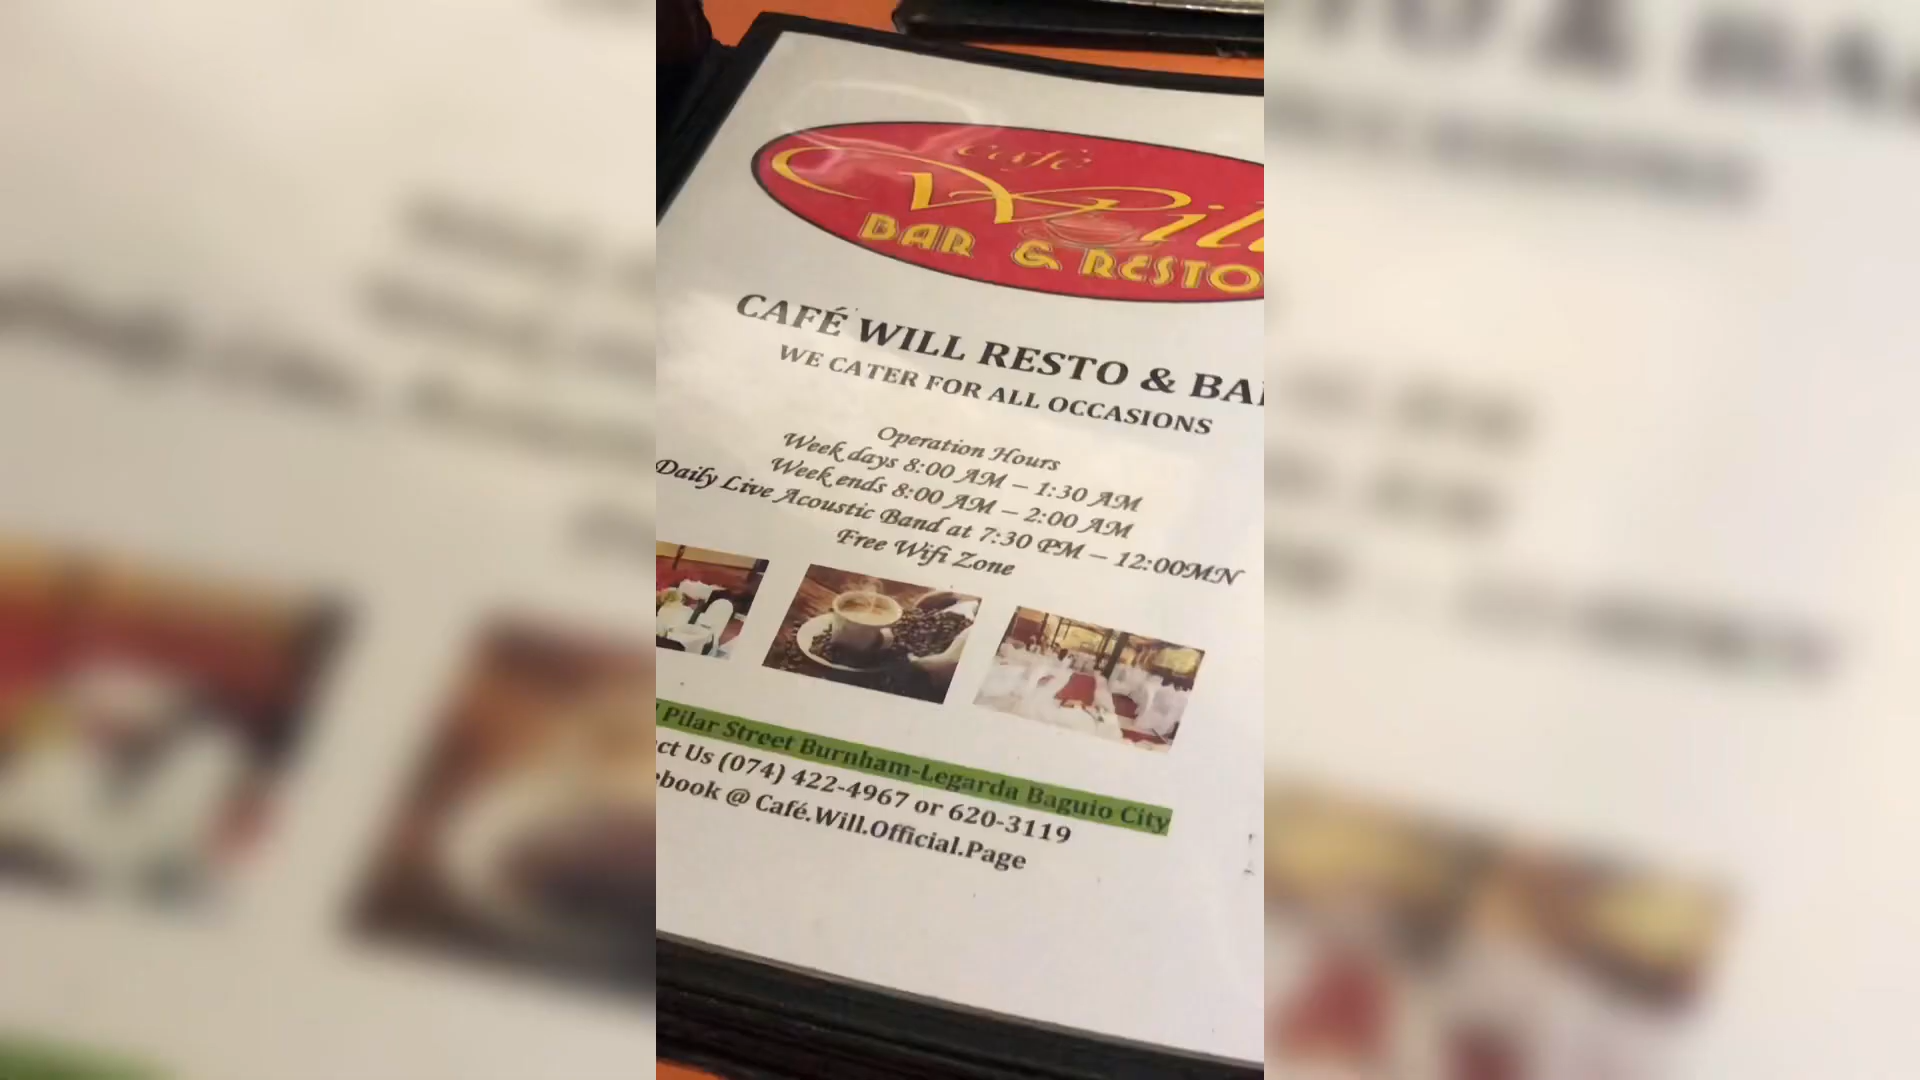 café
Will
BAR & RESTO
CAFÉ WILL RESTO & BA
WE CATER FOR ALL OCCASIONS
Operation Hours
Week days 8:00 AM – 1:30 AM
Week ends 8:00 AM – 2:00 AM
Daily Live Acoustic Band at 7:30 PM – 12:00MN
Free Wifi Zone
Pilar Street Burnham-Legarda Baguio City
ct Us (074) 422-4967 or 620-3119
ebook @ Café.Will.Official.Page